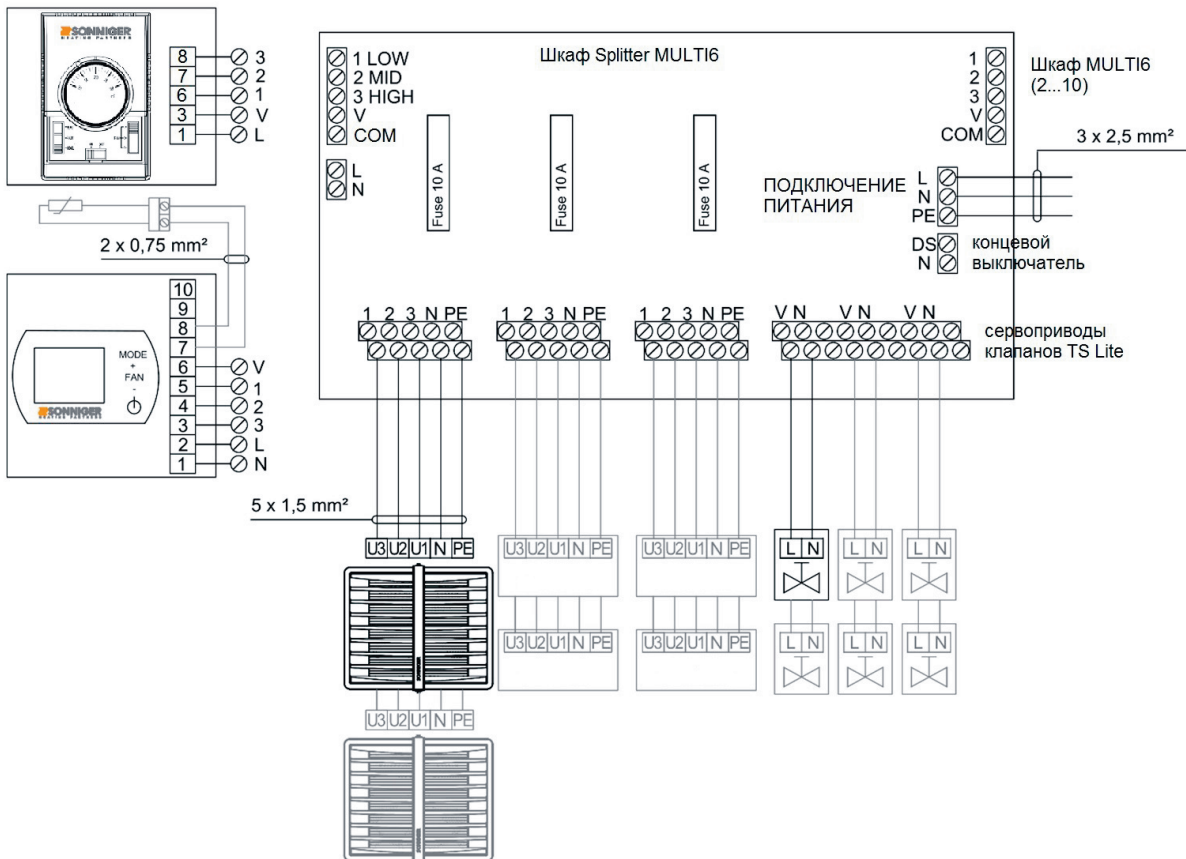 SONNIGER
HEATING PARTNERS
8 3
7 2
6 1
3 V
1 L
2 x 0,75 mm²
10
9
8
7
6 V
5 1
4 2
3 3
2 L
1 N
MODE
+
FAN
-
SONNIGER
HEATING PARTNERS
Шкаф Splitter MULTI6
1 LOW
2 MID
3 HIGH
V
COM
L
N
Fuse 10 A
Fuse 10 A
Fuse 10 A
1
2
3
V
COM
Шкаф MULTI6
(2...10)
3 x 2,5 mm²
ПОДКЛЮЧЕНИЕ
ПИТАНИЯ
L
N
PE
DS
N
концевой
выключатель
1 2 3 N PE
1 2 3 N PE
1 2 3 N PE
V N V N V N
сервоприводы
клапанов TS Lite
5 x 1,5 mm²
U3 U2 U1 N PE
U3 U2 U1 N PE
U3 U2 U1 N PE
L N
L N
L N
U3 U2 U1 N PE
U3 U2 U1 N PE
L N
L N
L N
U3 U2 U1 N PE